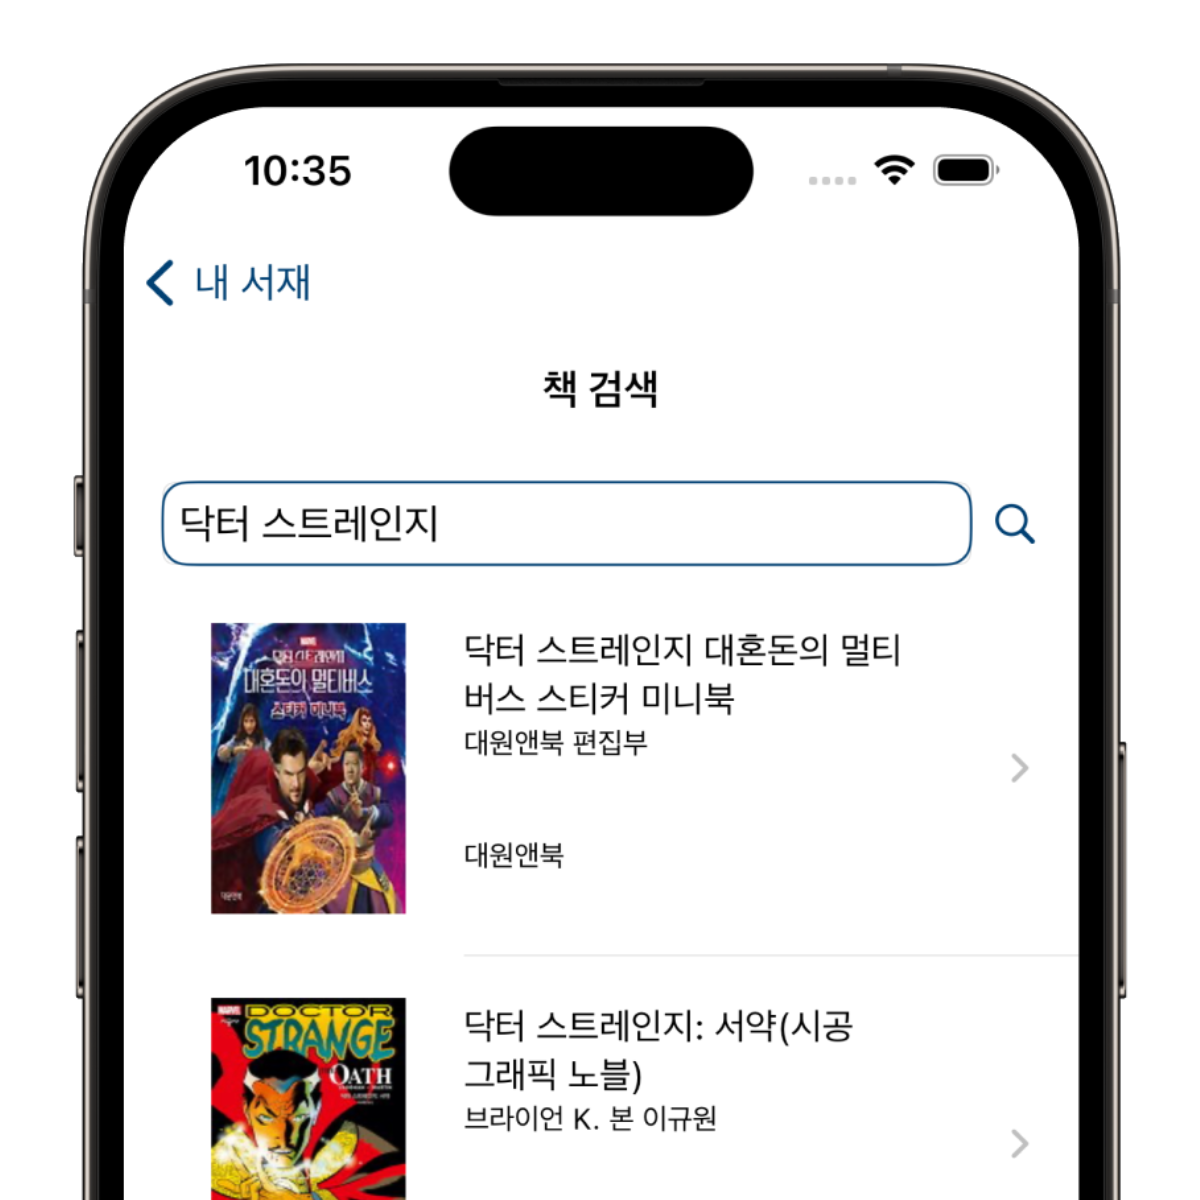 10:35
내 서재
책 검색
닥터 스트레인지
MARVEL
닥터 스트레인지
대혼돈의 멀티버스
스티커 미니북
대원앤북
닥터 스트레인지 대혼돈의 멀티
버스 스티커 미니북
대원앤북 편집부
대원앤북
MARVEL
DOCTOR
STRANGE
OATH
닥터 스트레인지: 서약(시공
그래픽 노블)
브라이언 K. 본 이규원